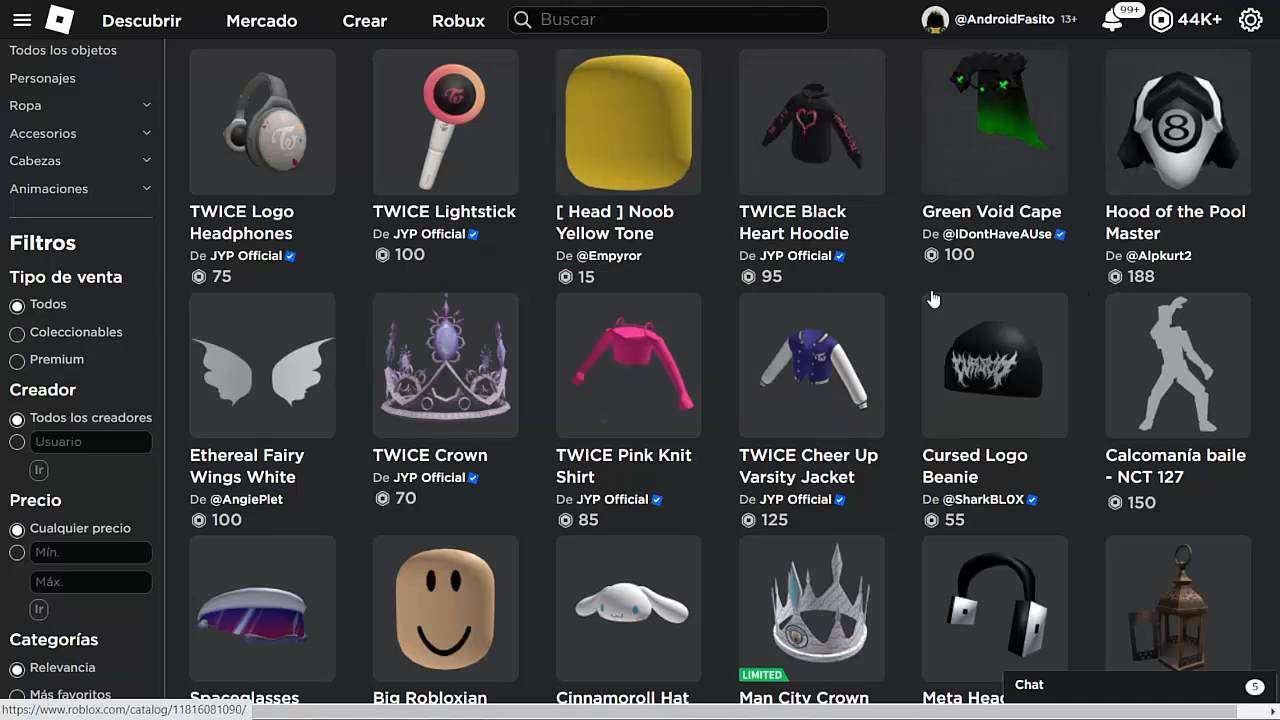 Descubrir
Mercado
Crear
Robux
Buscar
@AndroidFasito 13+
99+
44K+
Todos los objetos
Personajes
Ropa
Accesorios
Cabezas
Animaciones
Filtros
Tipo de venta
Todos
Coleccionables
Premium
Creador
Todos los creadores
Usuario
Ir
Precio
Cualquier precio
Mín.
Máx.
Ir
Categorías
Relevancia
Más favoritos
TWICE Logo
Headphones
De JYP Official
75
TWICE Lightstick
De JYP Official
100
[ Head ] Noob
Yellow Tone
De @Empyror
15
TWICE Black
Heart Hoodie
De JYP Official
95
Green Void Cape
De @IDontHaveAUse
100
8
Hood of the Pool
Master
De @Alpkurt2
188
Ethereal Fairy
Wings White
De @AngiePlet
100
TWICE Crown
De JYP Official
70
TWICE Pink Knit
Shirt
De JYP Official
85
TWICE Cheer Up
Varsity Jacket
De JYP Official
125
Cursed Logo
Beanie
De @SharkBL0X
55
Calcomanía baile
- NCT 127
150
Spaceglasses
Big Robloxian
Cinnamoroll Hat
LIMITED
Man City Crown
Meta Hea
Chat
5
https://www.roblox.com/catalog/11816081090/